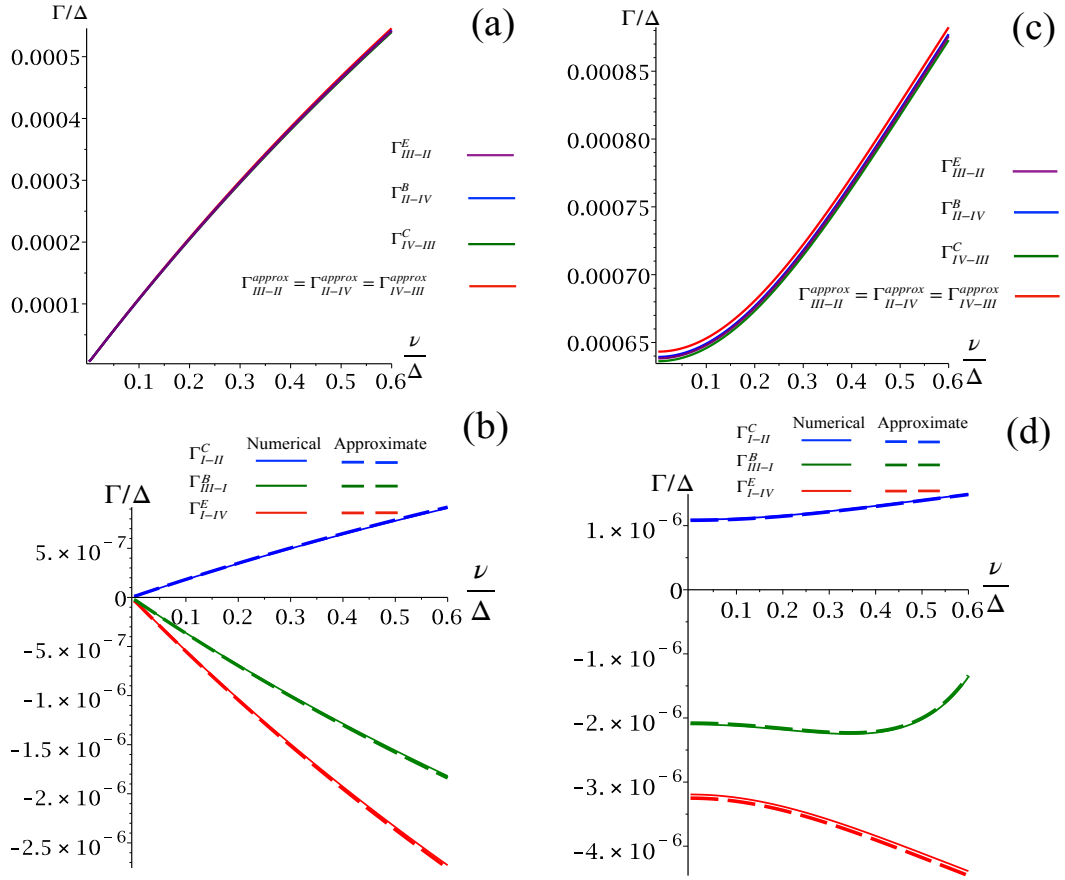 (a)
Γ/Δ
0.0005
0.0004
0.0003
0.0002
0.0001
Γ^E_{III–II}
Γ^B_{II–IV}
Γ^C_{IV–III}
Γ^{approx}_{III–II} = Γ^{approx}_{II–IV} = Γ^{approx}_{IV–III}
ν/Δ
0.1 0.2 0.3 0.4 0.5 0.6
(c)
Γ/Δ
0.00085
0.00080
0.00075
0.00070
0.00065
Γ^E_{III–II}
Γ^B_{II–IV}
Γ^C_{IV–III}
Γ^{approx}_{III–II} = Γ^{approx}_{II–IV} = Γ^{approx}_{IV–III}
ν/Δ
0.1 0.2 0.3 0.4 0.5 0.6
(b)
Numerical Approximate
Γ^C_{I–II}
Γ^B_{III–I}
Γ^E_{I–IV}
Γ/Δ
5. × 10^{-7}
0
-5. × 10^{-7}
-1. × 10^{-6}
-1.5 × 10^{-6}
-2. × 10^{-6}
-2.5 × 10^{-6}
ν/Δ
0.1 0.2 0.3 0.4 0.5 0.6
(d)
Numerical Approximate
Γ^C_{I–II}
Γ^B_{III–I}
Γ^E_{I–IV}
Γ/Δ
1. × 10^{-6}
0
-1. × 10^{-6}
-2. × 10^{-6}
-3. × 10^{-6}
-4. × 10^{-6}
ν/Δ
0.1 0.2 0.3 0.4 0.5 0.6